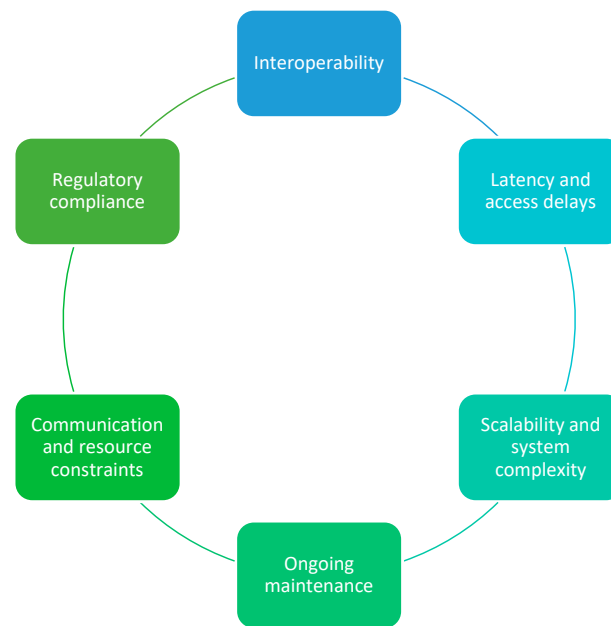 Interoperability
Latency and
access delays
Scalability and
system
complexity
Ongoing
maintenance
Communication
and resource
constraints
Regulatory
compliance